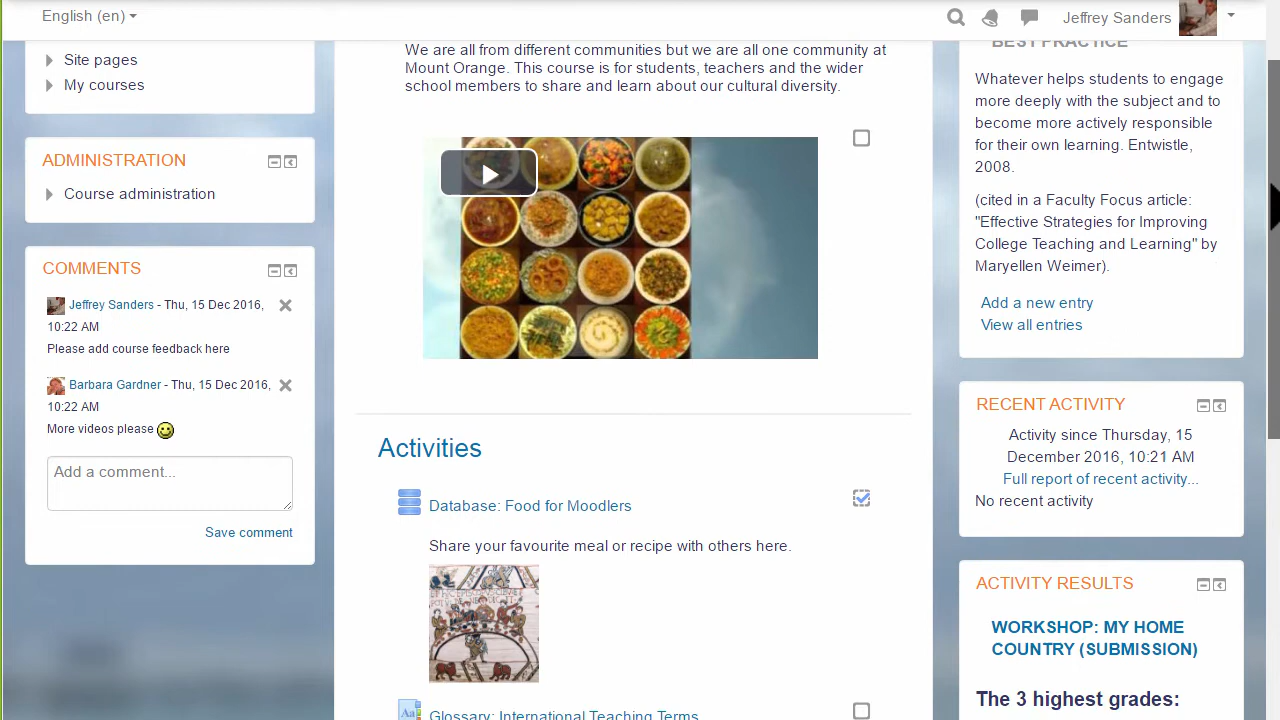 English (en)
Jeffrey Sanders
Site pages
My courses
ADMINISTRATION
Course administration
COMMENTS
Jeffrey Sanders - Thu, 15 Dec 2016,
10:22 AM
Please add course feedback here
Barbara Gardner - Thu, 15 Dec 2016,
10:22 AM
More videos please
Add a comment...
Save comment
We are all from different communities but we are all one community at
Mount Orange. This course is for students, teachers and the wider
school members to share and learn about our cultural diversity.
Activities
Database: Food for Moodlers
Share your favourite meal or recipe with others here.
Glossary: International Teaching Terms
BEST PRACTICE
Whatever helps students to engage
more deeply with the subject and to
become more actively responsible
for their own learning. Entwistle,
2008.
(cited in a Faculty Focus article:
"Effective Strategies for Improving
College Teaching and Learning" by
Maryellen Weimer).
Add a new entry
View all entries
RECENT ACTIVITY
Activity since Thursday, 15
December 2016, 10:21 AM
Full report of recent activity...
No recent activity
ACTIVITY RESULTS
WORKSHOP: MY HOME
COUNTRY (SUBMISSION)
The 3 highest grades: